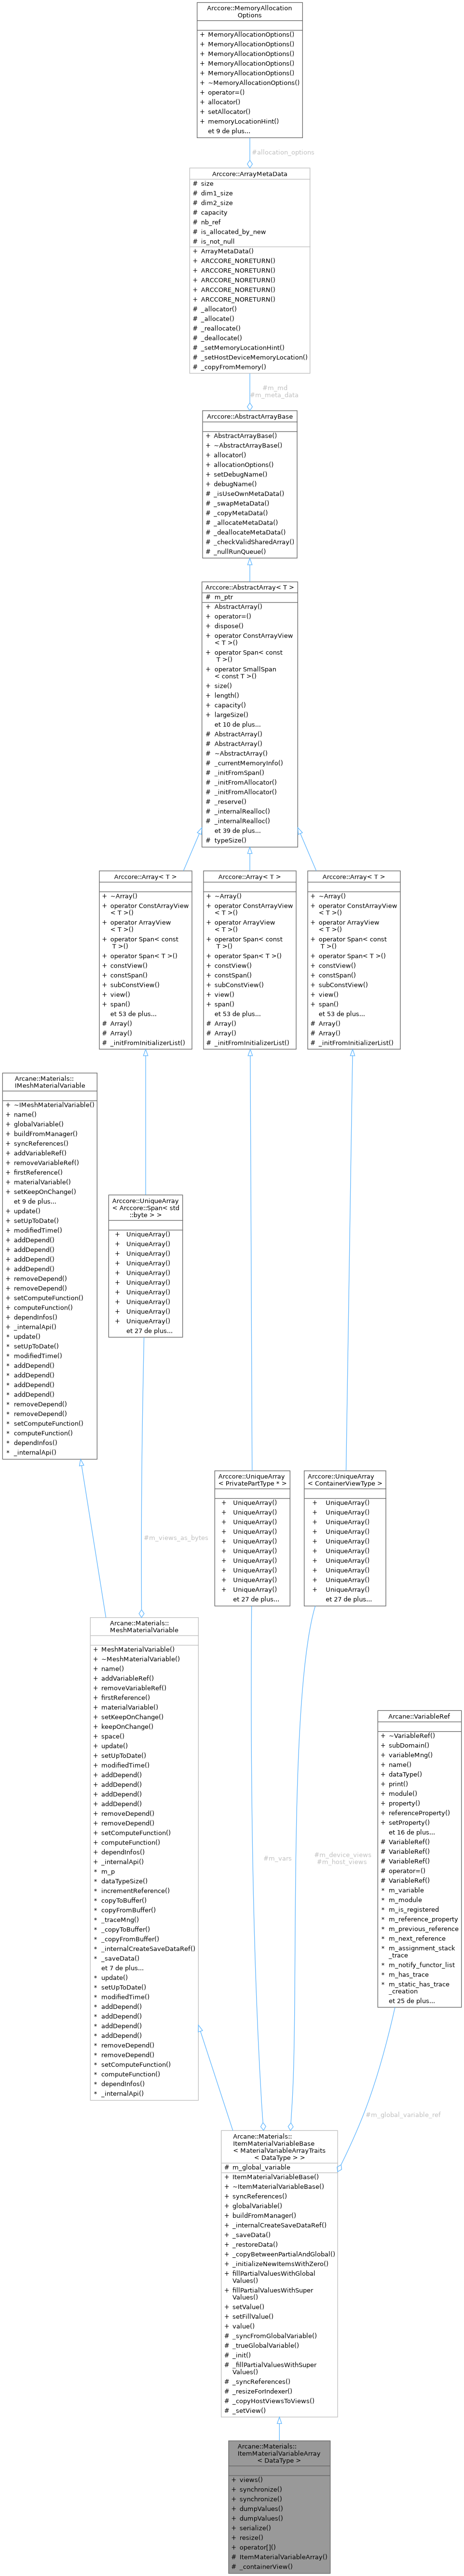 Arccore::MemoryAllocation
Options
+ MemoryAllocationOptions()
+ MemoryAllocationOptions()
+ MemoryAllocationOptions()
+ MemoryAllocationOptions()
+ MemoryAllocationOptions()
+ ~MemoryAllocationOptions()
+ operator=()
+ allocator()
+ setAllocator()
+ memoryLocationHint()
et 9 de plus...
#allocation_options
Arccore::ArrayMetaData
# size
# dim1_size
# dim2_size
# capacity
# nb_ref
# is_allocated_by_new
# is_not_null
+ ArrayMetaData()
+ ARCCORE_NORETURN()
+ ARCCORE_NORETURN()
+ ARCCORE_NORETURN()
+ ARCCORE_NORETURN()
+ ARCCORE_NORETURN()
# _allocator()
# _allocate()
# _reallocate()
# _deallocate()
# _setMemoryLocationHint()
# _setHostDeviceMemoryLocation()
# _copyFromMemory()
#m_md
#m_meta_data
Arccore::AbstractArrayBase
+ AbstractArrayBase()
+ ~AbstractArrayBase()
+ allocator()
+ allocationOptions()
+ setDebugName()
+ debugName()
# _isUseOwnMetaData()
# _swapMetaData()
# _copyMetaData()
# _allocateMetaData()
# _deallocateMetaData()
# _checkValidSharedArray()
# _nullRunQueue()
Arccore::AbstractArray< T >
# m_ptr
+ AbstractArray()
+ operator=()
+ dispose()
+ operator ConstArrayView
< T >()
+ operator Span< const
T >()
+ operator SmallSpan
< const T >()
+ size()
+ length()
+ capacity()
+ largeSize()
et 10 de plus...
# AbstractArray()
# AbstractArray()
# ~AbstractArray()
# _currentMemoryInfo()
# _initFromSpan()
# _initFromAllocator()
# _initFromAllocator()
# _reserve()
# _internalRealloc()
# _internalRealloc()
et 39 de plus...
# typeSize()
Arccore::Array< T >
+ ~Array()
+ operator ConstArrayView
< T >()
+ operator ArrayView
< T >()
+ operator Span< const
T >()
+ operator Span< T >()
+ constView()
+ constSpan()
+ subConstView()
+ view()
+ span()
et 53 de plus...
# Array()
# Array()
# _initFromInitializerList()
Arccore::Array< T >
+ ~Array()
+ operator ConstArrayView
< T >()
+ operator ArrayView
< T >()
+ operator Span< const
T >()
+ operator Span< T >()
+ constView()
+ constSpan()
+ subConstView()
+ view()
+ span()
et 53 de plus...
# Array()
# Array()
# _initFromInitializerList()
Arccore::Array< T >
+ ~Array()
+ operator ConstArrayView
< T >()
+ operator ArrayView
< T >()
+ operator Span< const
T >()
+ operator Span< T >()
+ constView()
+ constSpan()
+ subConstView()
+ view()
+ span()
et 53 de plus...
# Array()
# Array()
# _initFromInitializerList()
Arcane::Materials::
IMeshMaterialVariable
+ ~IMeshMaterialVariable()
+ name()
+ globalVariable()
+ buildFromManager()
+ syncReferences()
+ addVariableRef()
+ removeVariableRef()
+ firstReference()
+ materialVariable()
+ setKeepOnChange()
et 9 de plus...
+ update()
+ setUpToDate()
+ modifiedTime()
+ addDepend()
+ addDepend()
+ addDepend()
+ addDepend()
+ removeDepend()
+ removeDepend()
+ setComputeFunction()
+ computeFunction()
+ dependInfos()
+ _internalApi()
* update()
* setUpToDate()
* modifiedTime()
* addDepend()
* addDepend()
* addDepend()
* addDepend()
* removeDepend()
* removeDepend()
* setComputeFunction()
* computeFunction()
* dependInfos()
* _internalApi()
Arccore::UniqueArray
< Arccore::Span< std
::byte > >
+ UniqueArray()
+ UniqueArray()
+ UniqueArray()
+ UniqueArray()
+ UniqueArray()
+ UniqueArray()
+ UniqueArray()
+ UniqueArray()
+ UniqueArray()
+ UniqueArray()
et 27 de plus...
Arccore::UniqueArray
< PrivatePartType * >
+ UniqueArray()
+ UniqueArray()
+ UniqueArray()
+ UniqueArray()
+ UniqueArray()
+ UniqueArray()
+ UniqueArray()
+ UniqueArray()
+ UniqueArray()
+ UniqueArray()
et 27 de plus...
Arccore::UniqueArray
< ContainerViewType >
+ UniqueArray()
+ UniqueArray()
+ UniqueArray()
+ UniqueArray()
+ UniqueArray()
+ UniqueArray()
+ UniqueArray()
+ UniqueArray()
+ UniqueArray()
+ UniqueArray()
et 27 de plus...
#m_views_as_bytes
Arcane::Materials::
MeshMaterialVariable
+ MeshMaterialVariable()
+ ~MeshMaterialVariable()
+ name()
+ addVariableRef()
+ removeVariableRef()
+ firstReference()
+ materialVariable()
+ setKeepOnChange()
+ keepOnChange()
+ space()
+ update()
+ setUpToDate()
+ modifiedTime()
+ addDepend()
+ addDepend()
+ addDepend()
+ addDepend()
+ removeDepend()
+ removeDepend()
+ setComputeFunction()
+ computeFunction()
+ dependInfos()
+ _internalApi()
* m_p
* dataTypeSize()
* incrementReference()
* copyToBuffer()
* copyFromBuffer()
* _traceMng()
* _copyToBuffer()
* _copyFromBuffer()
* _internalCreateSaveDataRef()
* _saveData()
et 7 de plus...
* update()
* setUpToDate()
* modifiedTime()
* addDepend()
* addDepend()
* addDepend()
* addDepend()
* removeDepend()
* removeDepend()
* setComputeFunction()
* computeFunction()
* dependInfos()
* _internalApi()
#m_vars
#m_device_views
#m_host_views
Arcane::VariableRef
+ ~VariableRef()
+ subDomain()
+ variableMng()
+ name()
+ dataType()
+ print()
+ module()
+ property()
+ referenceProperty()
+ setProperty()
et 16 de plus...
# VariableRef()
# VariableRef()
# VariableRef()
# operator=()
# VariableRef()
* m_variable
* m_module
* m_is_registered
* m_reference_property
* m_previous_reference
* m_next_reference
* m_assignment_stack
_trace
* m_notify_functor_list
* m_has_trace
* m_static_has_trace
_creation
et 25 de plus...
#m_global_variable_ref
Arcane::Materials::
ItemMaterialVariableBase
< MaterialVariableArrayTraits
< DataType > >
# m_global_variable
+ ItemMaterialVariableBase()
+ ~ItemMaterialVariableBase()
+ syncReferences()
+ globalVariable()
+ buildFromManager()
+ _internalCreateSaveDataRef()
+ _saveData()
+ _restoreData()
+ _copyBetweenPartialAndGlobal()
+ _initializeNewItemsWithZero()
+ fillPartialValuesWithGlobal
Values()
+ fillPartialValuesWithSuper
Values()
+ setValue()
+ setFillValue()
+ value()
# _syncFromGlobalVariable()
# _trueGlobalVariable()
# _init()
# _fillPartialValuesWithSuper
Values()
# _syncReferences()
# _resizeForIndexer()
# _copyHostViewsToViews()
# _setView()
Arcane::Materials::
ItemMaterialVariableArray
< DataType >
+ views()
+ synchronize()
+ synchronize()
+ dumpValues()
+ dumpValues()
+ serialize()
+ resize()
+ operator[]()
# ItemMaterialVariableArray()
# _containerView()